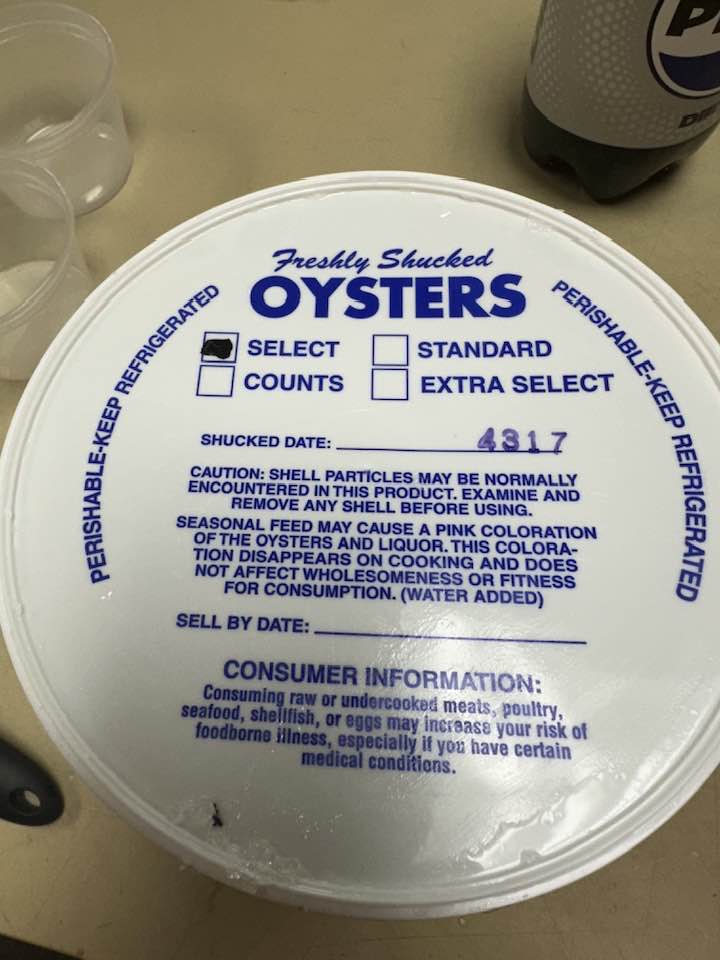 Freshly Shucked
OYSTERS
PERISHABLE-KEEP REFRIGERATED
PERISHABLE-KEEP REFRIGERATED
SELECT
STANDARD
COUNTS
EXTRA SELECT
SHUCKED DATE: 4317
CAUTION: SHELL PARTICLES MAY BE NORMALLY
ENCOUNTERED IN THIS PRODUCT. EXAMINE AND
REMOVE ANY SHELL BEFORE USING.
SEASONAL FEED MAY CAUSE A PINK COLORATION
OF THE OYSTERS AND LIQUOR. THIS COLORA-
TION DISAPPEARS ON COOKING AND DOES
NOT AFFECT WHOLESOMENESS OR FITNESS
FOR CONSUMPTION. (WATER ADDED)
SELL BY DATE:
CONSUMER INFORMATION:
Consuming raw or undercooked meats, poultry,
seafood, shellfish, or eggs may increase your risk of
foodborne illness, especially if you have certain
medical conditions.